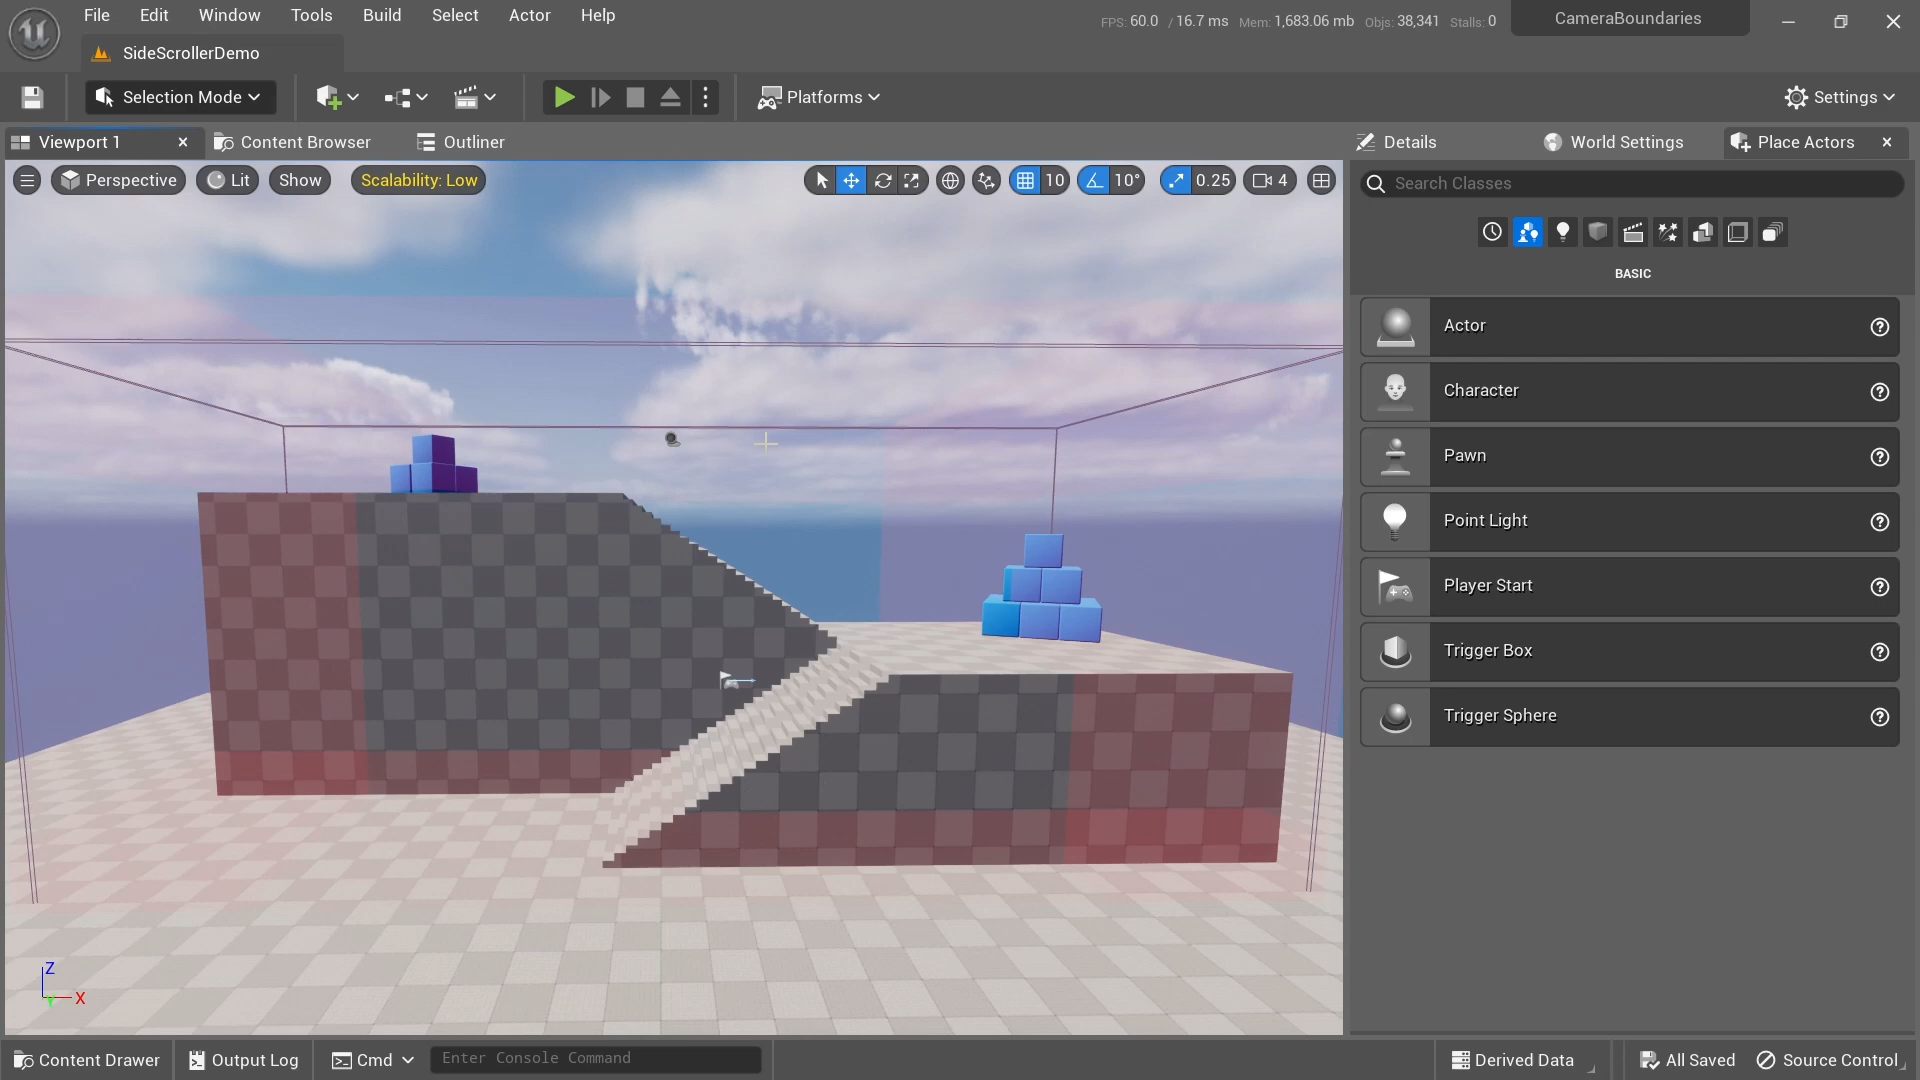 File Edit Window Tools Build Select Actor Help
FPS: 60.0 / 16.7 ms Mem: 1,683.06 mb Objs: 38,341 Stalls: 0
CameraBoundaries
SideScrollerDemo
Selection Mode
Platforms
Settings
Viewport 1
Content Browser
Outliner
Details
World Settings
Place Actors
Perspective
Lit
Show
Scalability: Low
10
10°
0.25
4
Search Classes
BASIC
Actor
Character
Pawn
Point Light
Player Start
Trigger Box
Trigger Sphere
Z
Y
X
Content Drawer
Output Log
Cmd
Enter Console Command
Derived Data
All Saved
Source Control